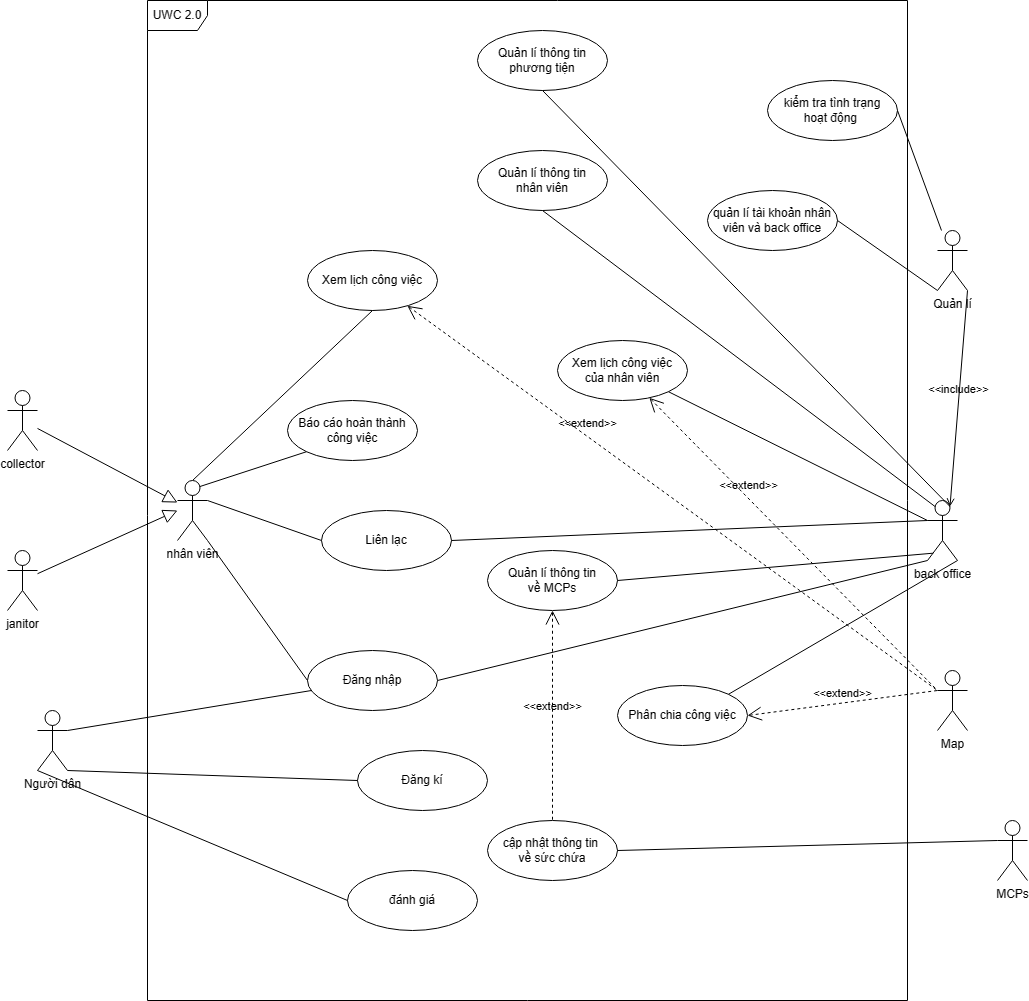 UWC 2.0
Quản lí thông tin
phương tiện
kiểm tra tình trạng
hoạt động
Quản lí thông tin
nhân viên
quản lí tài khoản nhân
viên và back office
Xem lịch công việc
Quản lí
Xem lịch công việc
của nhân viên
<<include>>
Báo cáo hoàn thành
công việc
<<extend>>
collector
<<extend>>
nhân viên
Liên lạc
Quản lí thông tin
về MCPs
back office
janitor
Đăng nhập
<<extend>>
<<extend>>
Phân chia công việc
Map
Người dân
Đăng kí
cập nhật thông tin
về sức chứa
MCPs
đánh giá